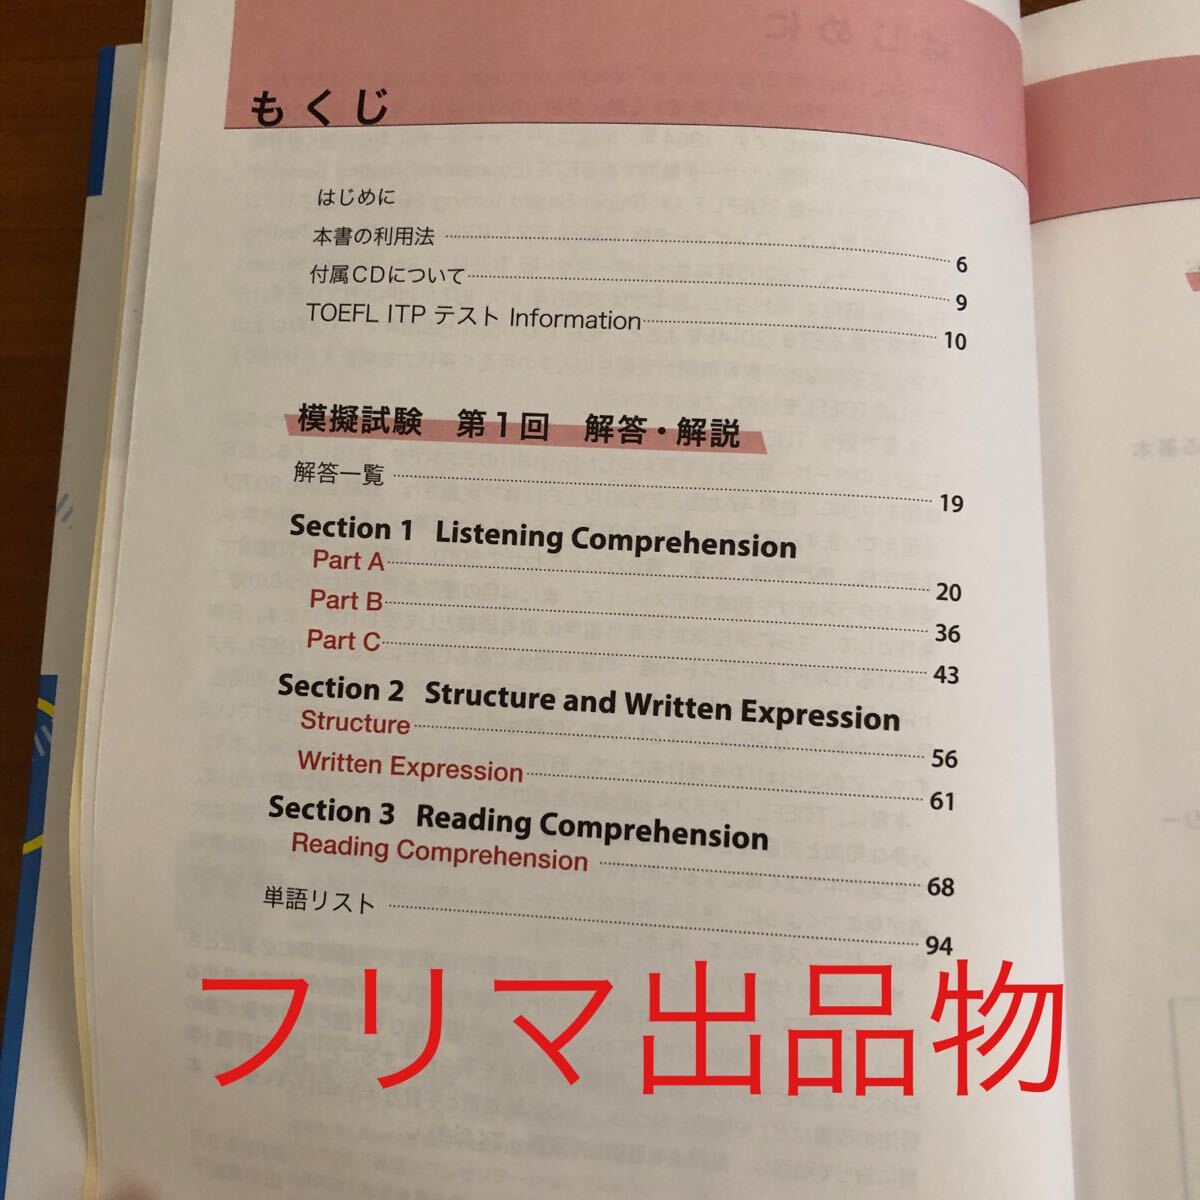 もくじ
はじめに
本書の利用法 6
付属CDについて 9
TOEFL ITP テスト Information 10
模擬試験 第1回 解答・解説
解答一覧 19
Section 1 Listening Comprehension
Part A 20
Part B 36
Part C 43
Section 2 Structure and Written Expression
Structure 56
Written Expression 61
Section 3 Reading Comprehension
Reading Comprehension 68
単語リスト 94
フリマ出品物